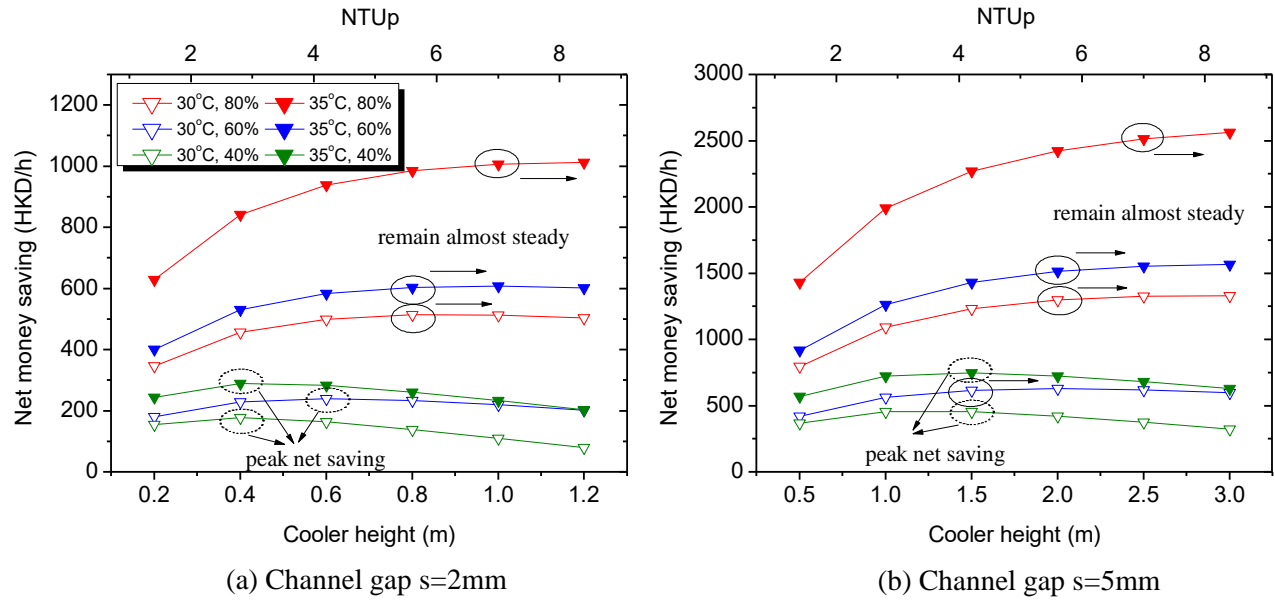 NTUp
2 4 6 8
1200
1000
800
600
400
200
0
Net money saving (HKD/h)
30°C, 80% 35°C, 80%
30°C, 60% 35°C, 60%
30°C, 40% 35°C, 40%
remain almost steady
peak net saving
0.2 0.4 0.6 0.8 1.0 1.2
Cooler height (m)
(a) Channel gap s=2mm
NTUp
2 4 6 8
3000
2500
2000
1500
1000
500
0
Net money saving (HKD/h)
remain almost steady
peak net saving
0.5 1.0 1.5 2.0 2.5 3.0
Cooler height (m)
(b) Channel gap s=5mm